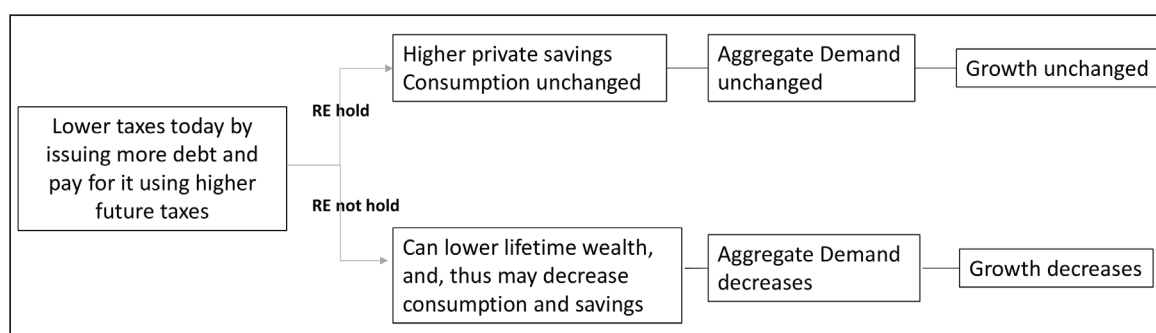 Lower taxes today by
issuing more debt and
pay for it using higher
future taxes
RE hold
Higher private savings
Consumption unchanged
Aggregate Demand
unchanged
Growth unchanged
RE not hold
Can lower lifetime wealth,
and, thus may decrease
consumption and savings
Aggregate Demand
decreases
Growth decreases